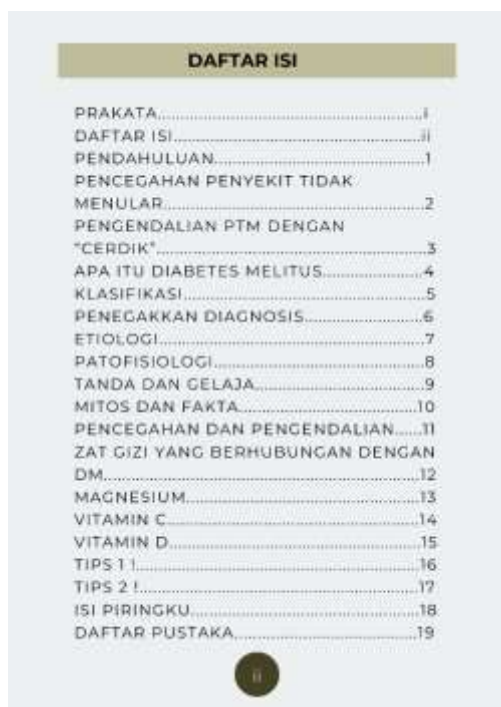 DAFTAR ISI
PRAKATA..........................................................i
DAFTAR ISI......................................................ii
PENDAHULUAN.............................................1
PENCEGAHAN PENYEKIT TIDAK
MENULAR........................................................2
PENGENDALIAN PTM DENGAN
"CERDIK"...........................................................3
APA ITU DIABETES MELITUS......................4
KLASIFIKASI.....................................................5
PENEGAKKAN DIAGNOSIS.........................6
ETIOLOGI..........................................................7
PATOFISIOLOGI..............................................8
TANDA DAN GELAJA.....................................9
MITOS DAN FAKTA.......................................10
PENCEGAHAN DAN PENGENDALIAN......11
ZAT GIZI YANG BERHUBUNGAN DENGAN
DM....................................................................12
MAGNESIUM..................................................13
VITAMIN C......................................................14
VITAMIN D......................................................15
TIPS 1 !.............................................................16
TIPS 2 !.............................................................17
ISI PIRINGKU.................................................18
DAFTAR PUSTAKA.......................................19
ii